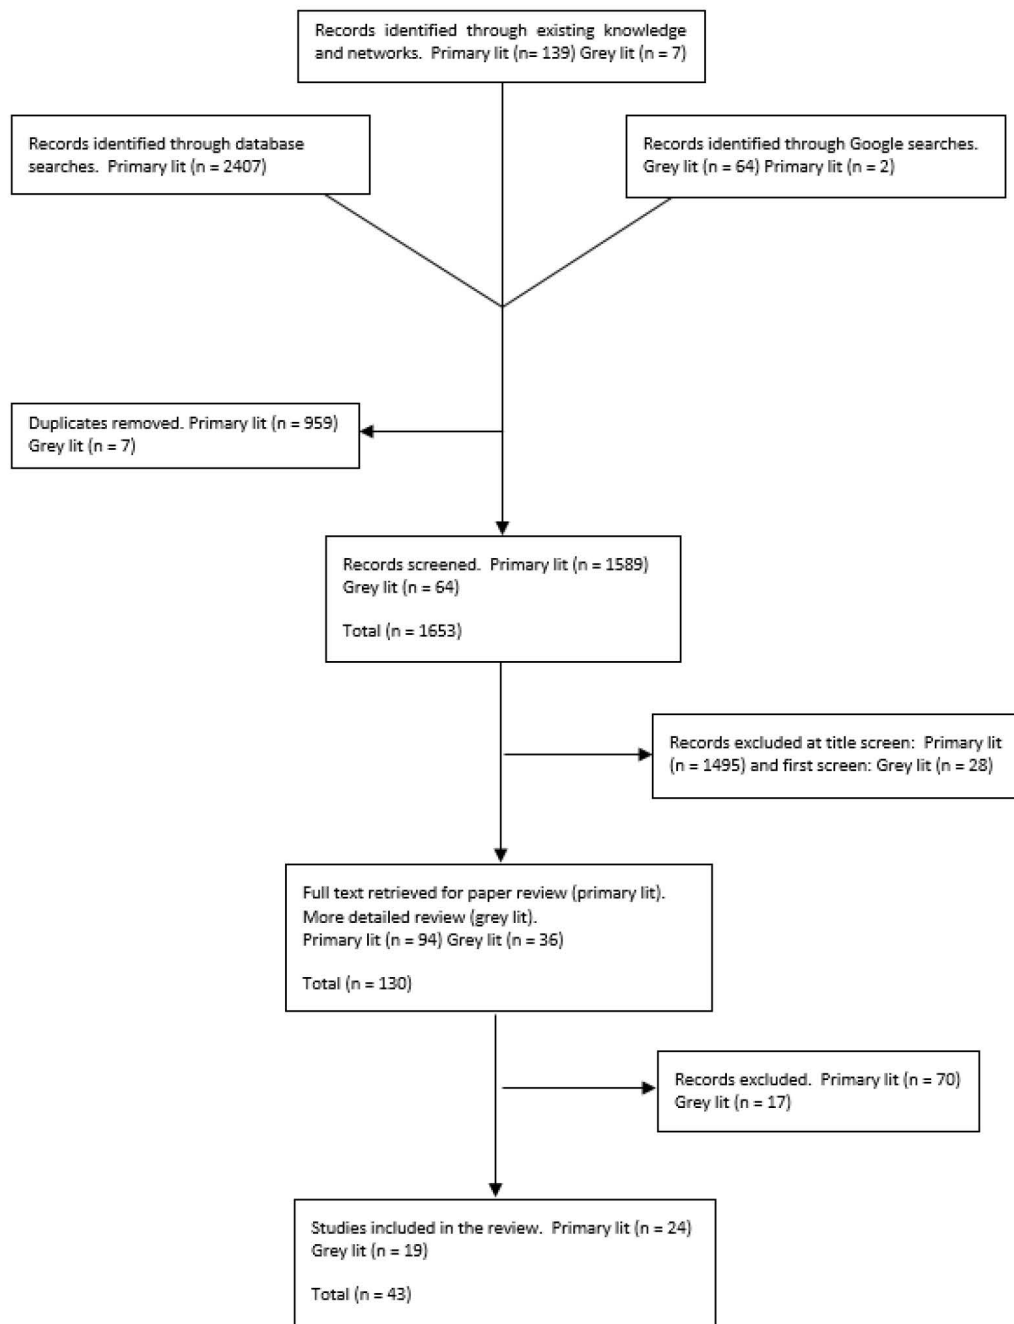 Records identified through existing knowledge
and networks. Primary lit (n= 139) Grey lit (n = 7)
Records identified through database
searches. Primary lit (n = 2407)
Records identified through Google searches.
Grey lit (n = 64) Primary lit (n = 2)
Duplicates removed. Primary lit (n = 959)
Grey lit (n = 7)
Records screened. Primary lit (n = 1589)
Grey lit (n = 64)
Total (n = 1653)
Records excluded at title screen: Primary lit
(n = 1495) and first screen: Grey lit (n = 28)
Full text retrieved for paper review (primary lit).
More detailed review (grey lit).
Primary lit (n = 94) Grey lit (n = 36)
Total (n = 130)
Records excluded. Primary lit (n = 70)
Grey lit (n = 17)
Studies included in the review. Primary lit (n = 24)
Grey lit (n = 19)
Total (n = 43)